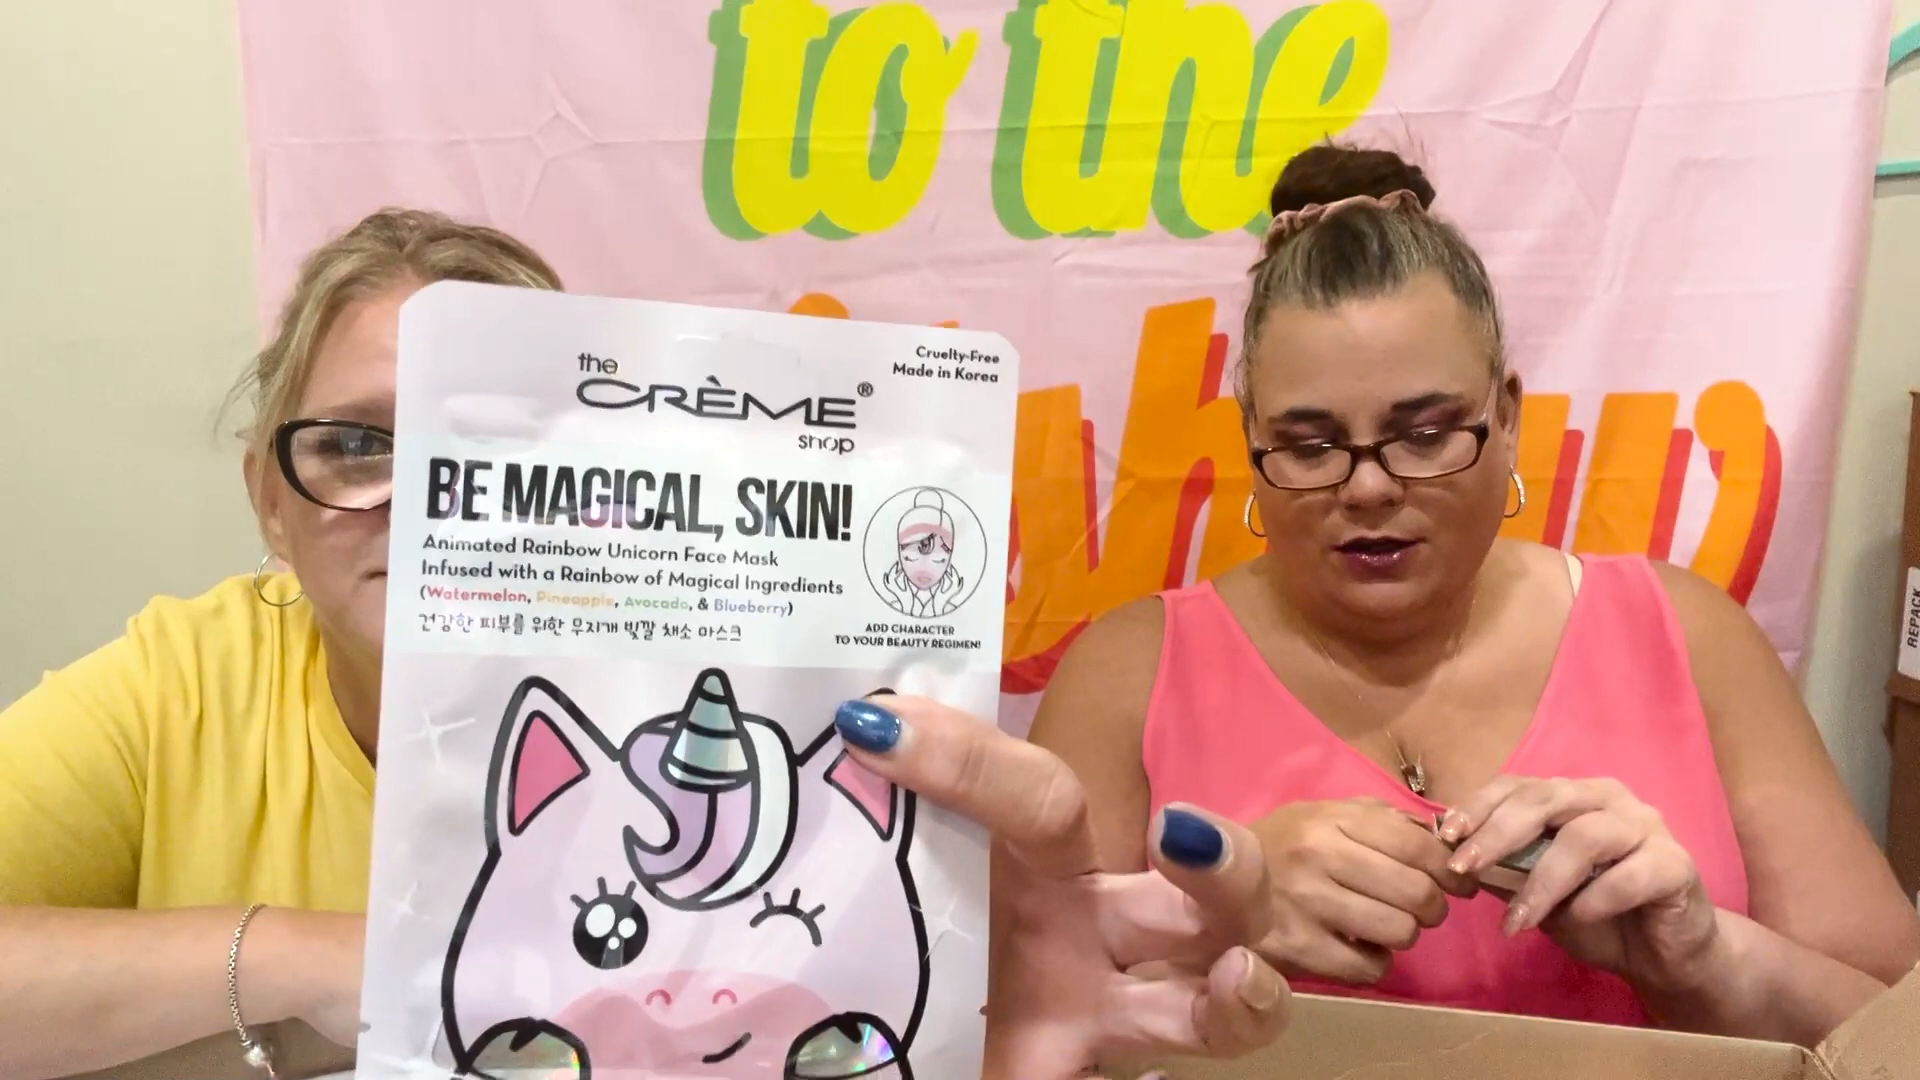 to the
show
the
CRÈME®
shop
Cruelty-Free
Made in Korea
BE MAGICAL, SKIN!
Animated Rainbow Unicorn Face Mask
Infused with a Rainbow of Magical Ingredients
(Watermelon, Pineapple, Avocado, & Blueberry)
건강한 피부를 위한 무지개 빛깔 채소 마스크
ADD CHARACTER
TO YOUR BEAUTY REGIMEN!
REPACK